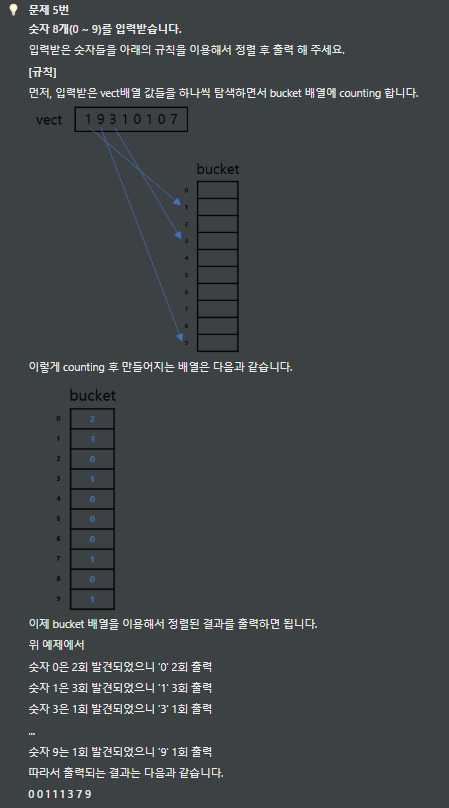 문제 5번
숫자 8개(0 ~ 9)를 입력받습니다.
입력받은 숫자들을 아래의 규칙을 이용해서 정렬 후 출력 해 주세요.
[규칙]
먼저, 입력받은 vect배열 값들을 하나씩 탐색하면서 bucket 배열에 counting 합니다.
vect 1 9 3 1 0 1 0 7
bucket
0
1
2
3
4
5
6
7
8
9
이렇게 counting 후 만들어지는 배열은 다음과 같습니다.
bucket
0 2
1 3
2 0
3 1
4 0
5 0
6 0
7 1
8 0
9 1
이제 bucket 배열을 이용해서 정렬된 결과를 출력하면 됩니다.
위 예제에서
숫자 0은 2회 발견되었으니 '0' 2회 출력
숫자 1은 3회 발견되었으니 '1' 3회 출력
숫자 3은 1회 발견되었으니 '3' 1회 출력
...
숫자 9는 1회 발견되었으니 '9' 1회 출력
따라서 출력되는 결과는 다음과 같습니다.
0 0 1 1 1 3 7 9